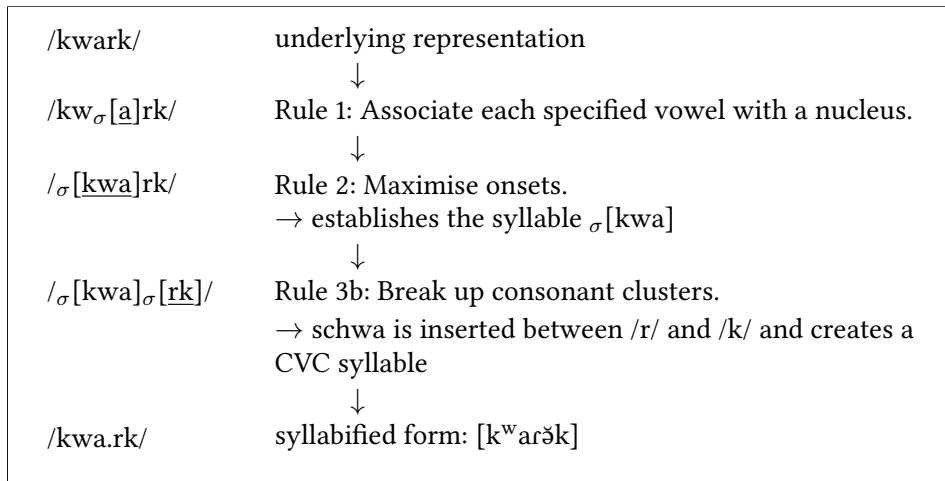 /kwark/ underlying representation
↓
/kw σ[a]rk/ Rule 1: Associate each specified vowel with a nucleus.
↓
/σ[kwa]rk/ Rule 2: Maximise onsets.
→ establishes the syllable σ[kwa]
↓
/σ[kwa]σ[rk]/ Rule 3b: Break up consonant clusters.
→ schwa is inserted between /r/ and /k/ and creates a
CVC syllable
↓
/kwa.rk/ syllabified form: [kʷaɾə̆k]